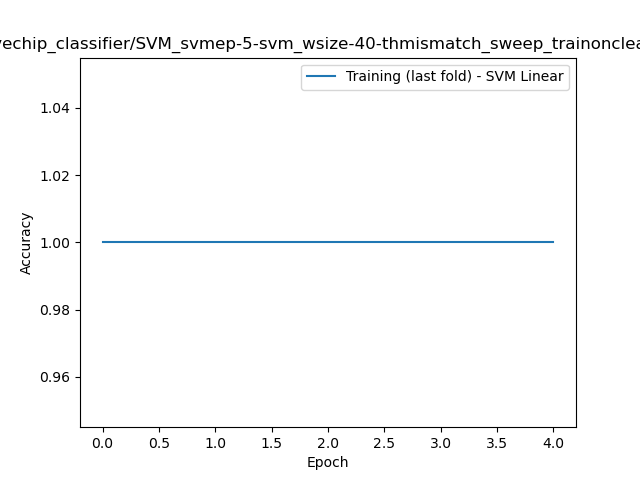 vechip_classifier/SVM_svmep-5-svm_wsize-40-thmismatch_sweep_trainonclea
Training (last fold) - SVM Linear
1.04
1.02
1.00
0.98
0.96
Accuracy
0.0 0.5 1.0 1.5 2.0 2.5 3.0 3.5 4.0
Epoch